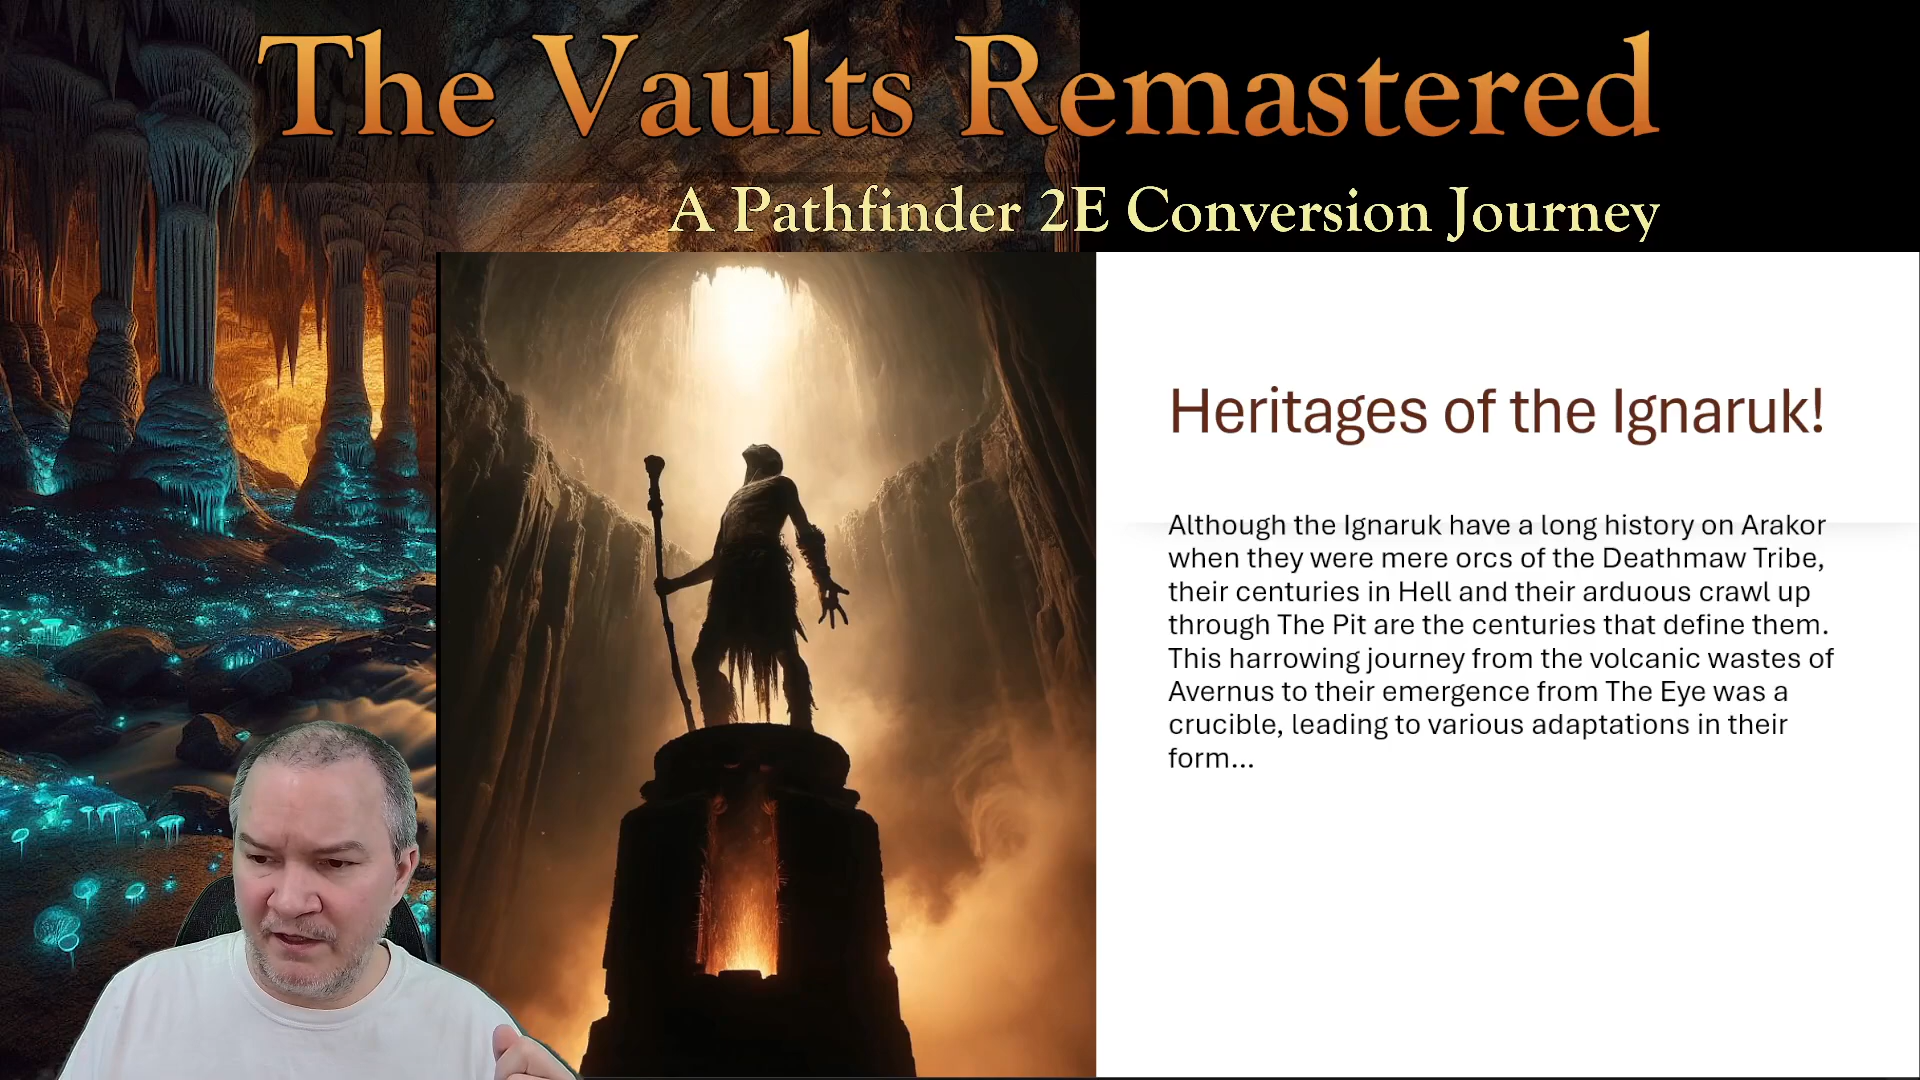 The Vaults Remastered
A Pathfinder 2E Conversion Journey
Heritages of the Ignaruk!
Although the Ignaruk have a long history on Arakor
when they were mere orcs of the Deathmaw Tribe,
their centuries in Hell and their arduous crawl up
through The Pit are the centuries that define them.
This harrowing journey from the volcanic wastes of
Avernus to their emergence from The Eye was a
crucible, leading to various adaptations in their
form...